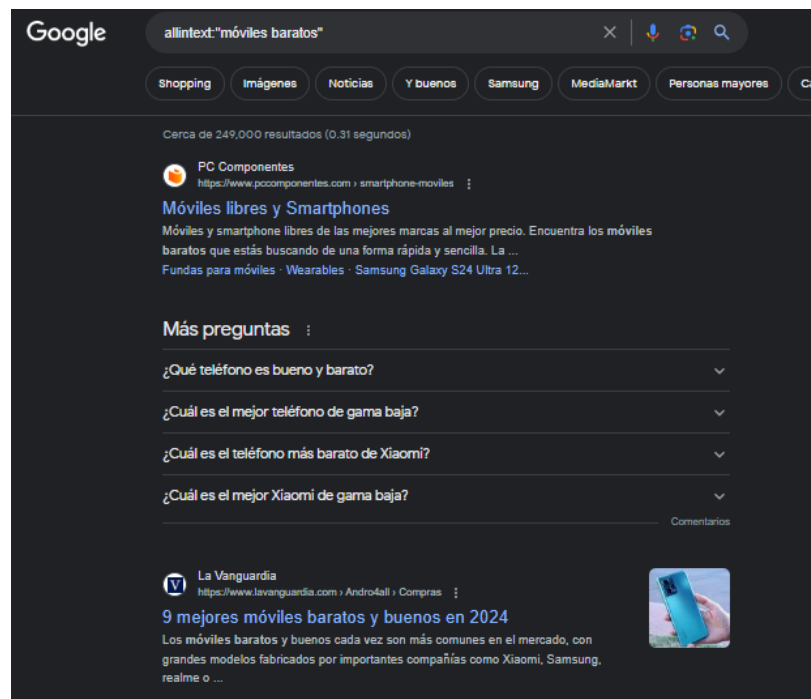 Google
allintext:"móviles baratos"
Shopping
Imágenes
Noticias
Y buenos
Samsung
MediaMarkt
Personas mayores
Cerca de 249,000 resultados (0.31 segundos)
PC Componentes
https://www.pccomponentes.com › smartphone-moviles
Móviles libres y Smartphones
Móviles y smartphone libres de las mejores marcas al mejor precio. Encuentra los móviles
baratos que estás buscando de una forma rápida y sencilla. La ...
Fundas para móviles · Wearables · Samsung Galaxy S24 Ultra 12...
Más preguntas
¿Qué teléfono es bueno y barato?
¿Cuál es el mejor teléfono de gama baja?
¿Cuál es el teléfono más barato de Xiaomi?
¿Cuál es el mejor Xiaomi de gama baja?
Comentarios
V
La Vanguardia
https://www.lavanguardia.com › Andro4all › Compras
9 mejores móviles baratos y buenos en 2024
Los móviles baratos y buenos cada vez son más comunes en el mercado, con
grandes modelos fabricados por importantes compañías como Xiaomi, Samsung,
realme o ...